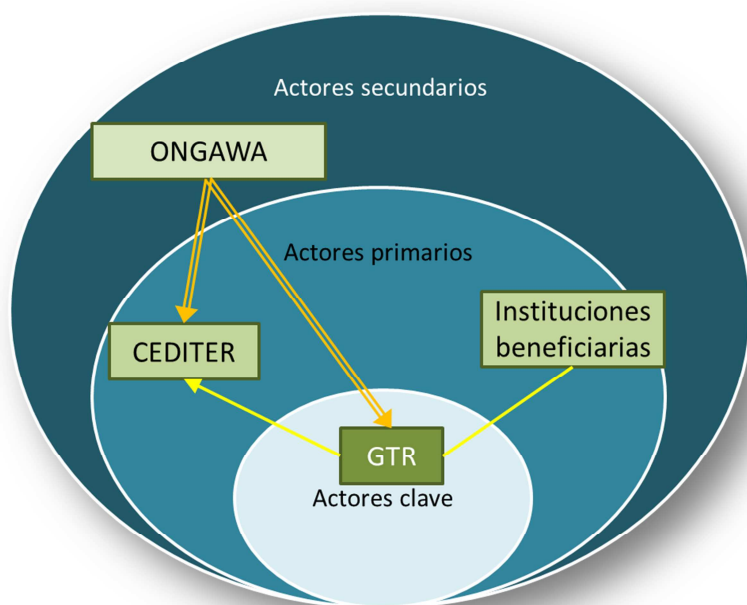 Actores secundarios
ONGAWA
Actores primarios
Instituciones
beneficiarias
CEDITER
GTR
Actores clave